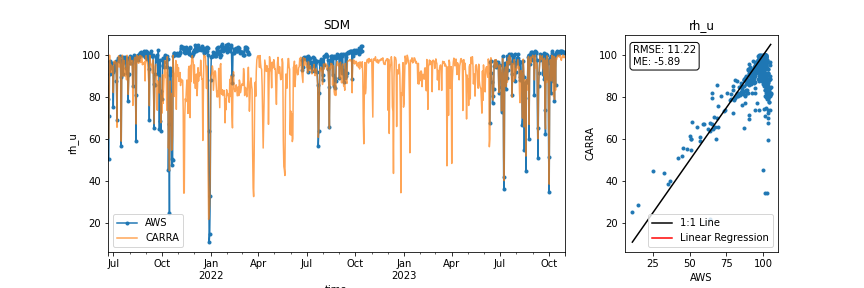 SDM
rh_u
100
80
60
40
20
rh_u
AWS
CARRA
Jul
Oct
Jan
2022
Apr
Jul
Oct
Jan
2023
Apr
Jul
Oct
time
rh_u
RMSE: 11.22
ME: -5.89
100
80
60
40
20
CARRA
1:1 Line
Linear Regression
25
50
75
100
AWS